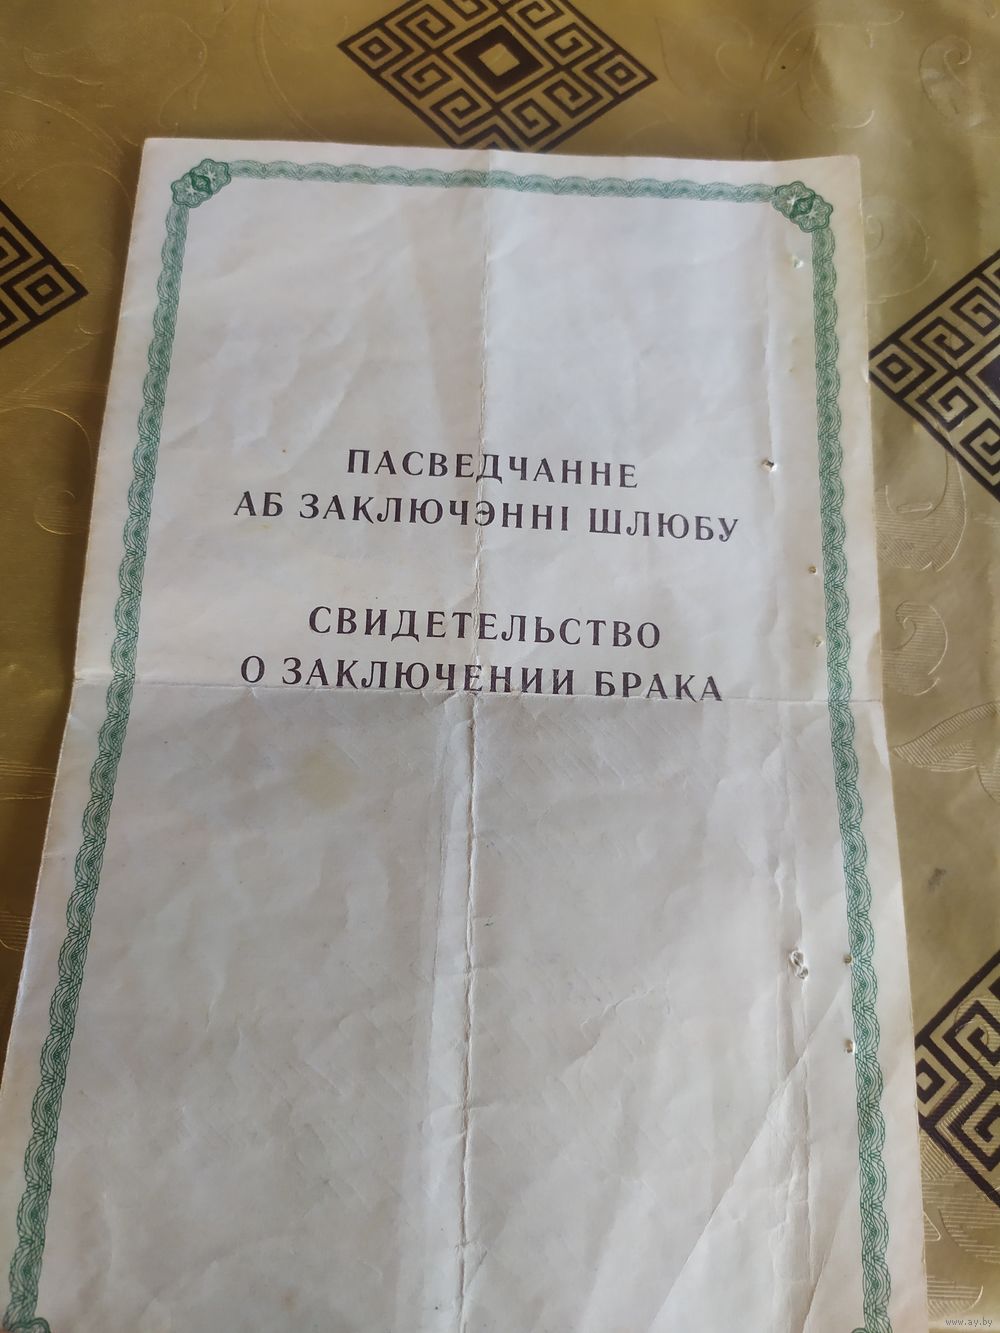 ПАСВЕДЧАННЕ
АБ ЗАКЛЮЧЭННІ ШЛЮБУ
СВИДЕТЕЛЬСТВО
О ЗАКЛЮЧЕНИИ БРАКА
www.ay.by